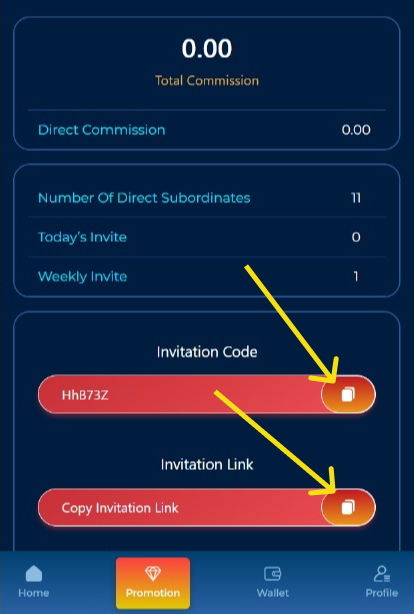 0.00
Total Commission
Direct Commission 0.00
Number Of Direct Subordinates 11
Today's Invite 0
Weekly Invite 1
Invitation Code
HhB73Z
Invitation Link
Copy Invitation Link
Home Promotion Wallet Profile